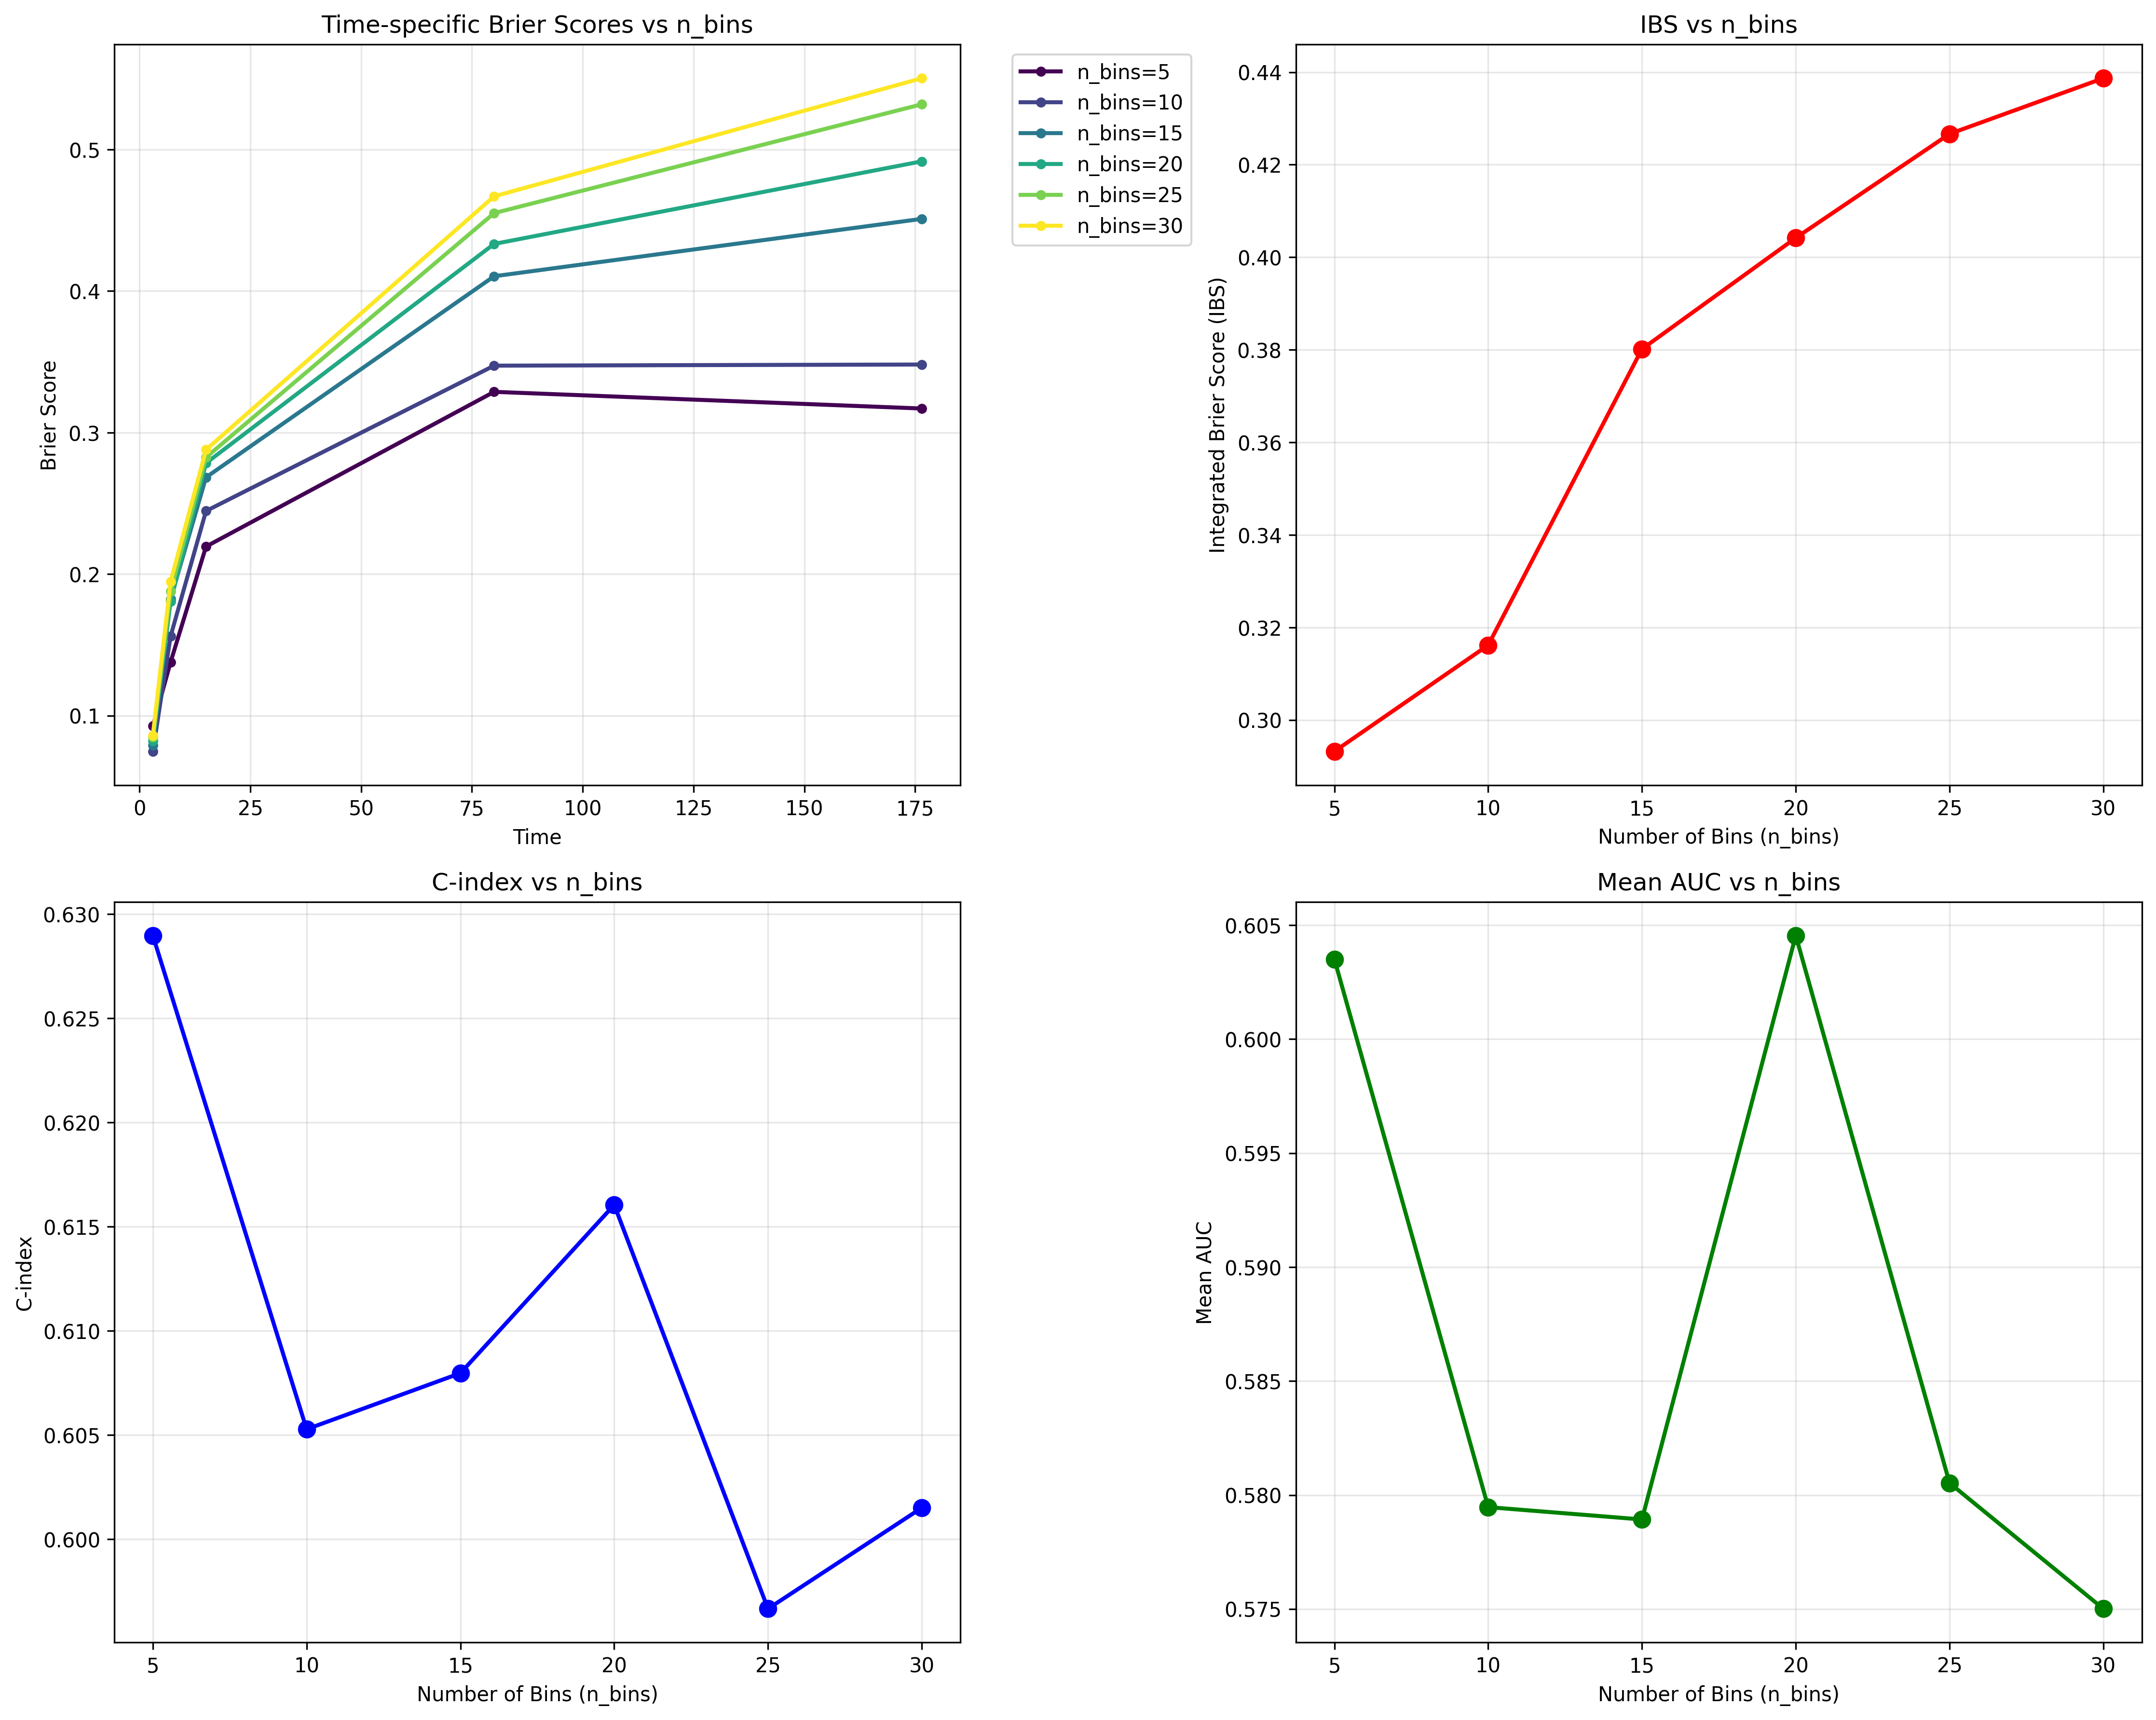 Time-specific Brier Scores vs n_bins
Brier Score
0.5
0.4
0.3
0.2
0.1
0 25 50 75 100 125 150 175
Time
n_bins=5
n_bins=10
n_bins=15
n_bins=20
n_bins=25
n_bins=30
IBS vs n_bins
Integrated Brier Score (IBS)
0.44
0.42
0.40
0.38
0.36
0.34
0.32
0.30
5 10 15 20 25 30
Number of Bins (n_bins)
C-index vs n_bins
C-index
0.630
0.625
0.620
0.615
0.610
0.605
0.600
5 10 15 20 25 30
Number of Bins (n_bins)
Mean AUC vs n_bins
Mean AUC
0.605
0.600
0.595
0.590
0.585
0.580
0.575
5 10 15 20 25 30
Number of Bins (n_bins)